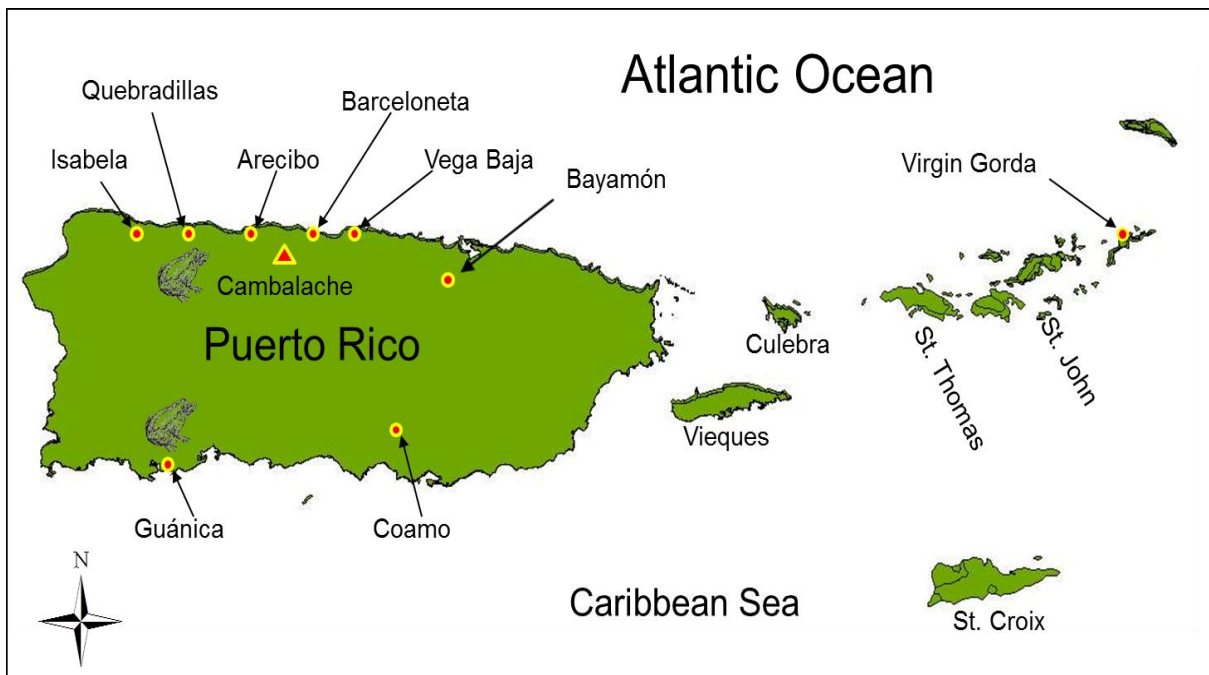 Atlantic Ocean
Quebradillas
Barceloneta
Isabela
Arecibo
Vega Baja
Bayamón
Virgin Gorda
Cambalache
Puerto Rico
Culebra
St. Thomas
St. John
Vieques
Guánica
Coamo
N
Caribbean Sea
St. Croix